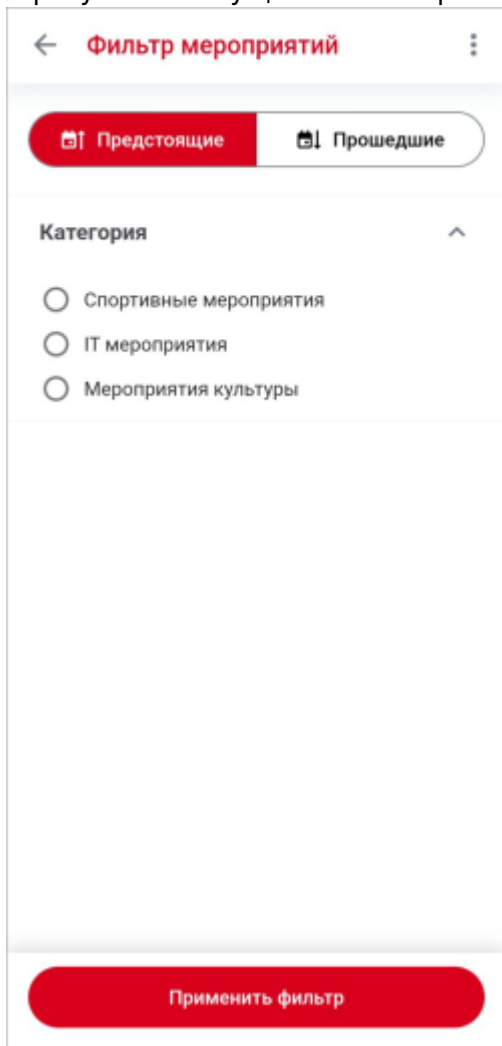 Фильтр мероприятий
Предстоящие
Прошедшие
Категория
Спортивные мероприятия
IT мероприятия
Мероприятия культуры
Применить фильтр